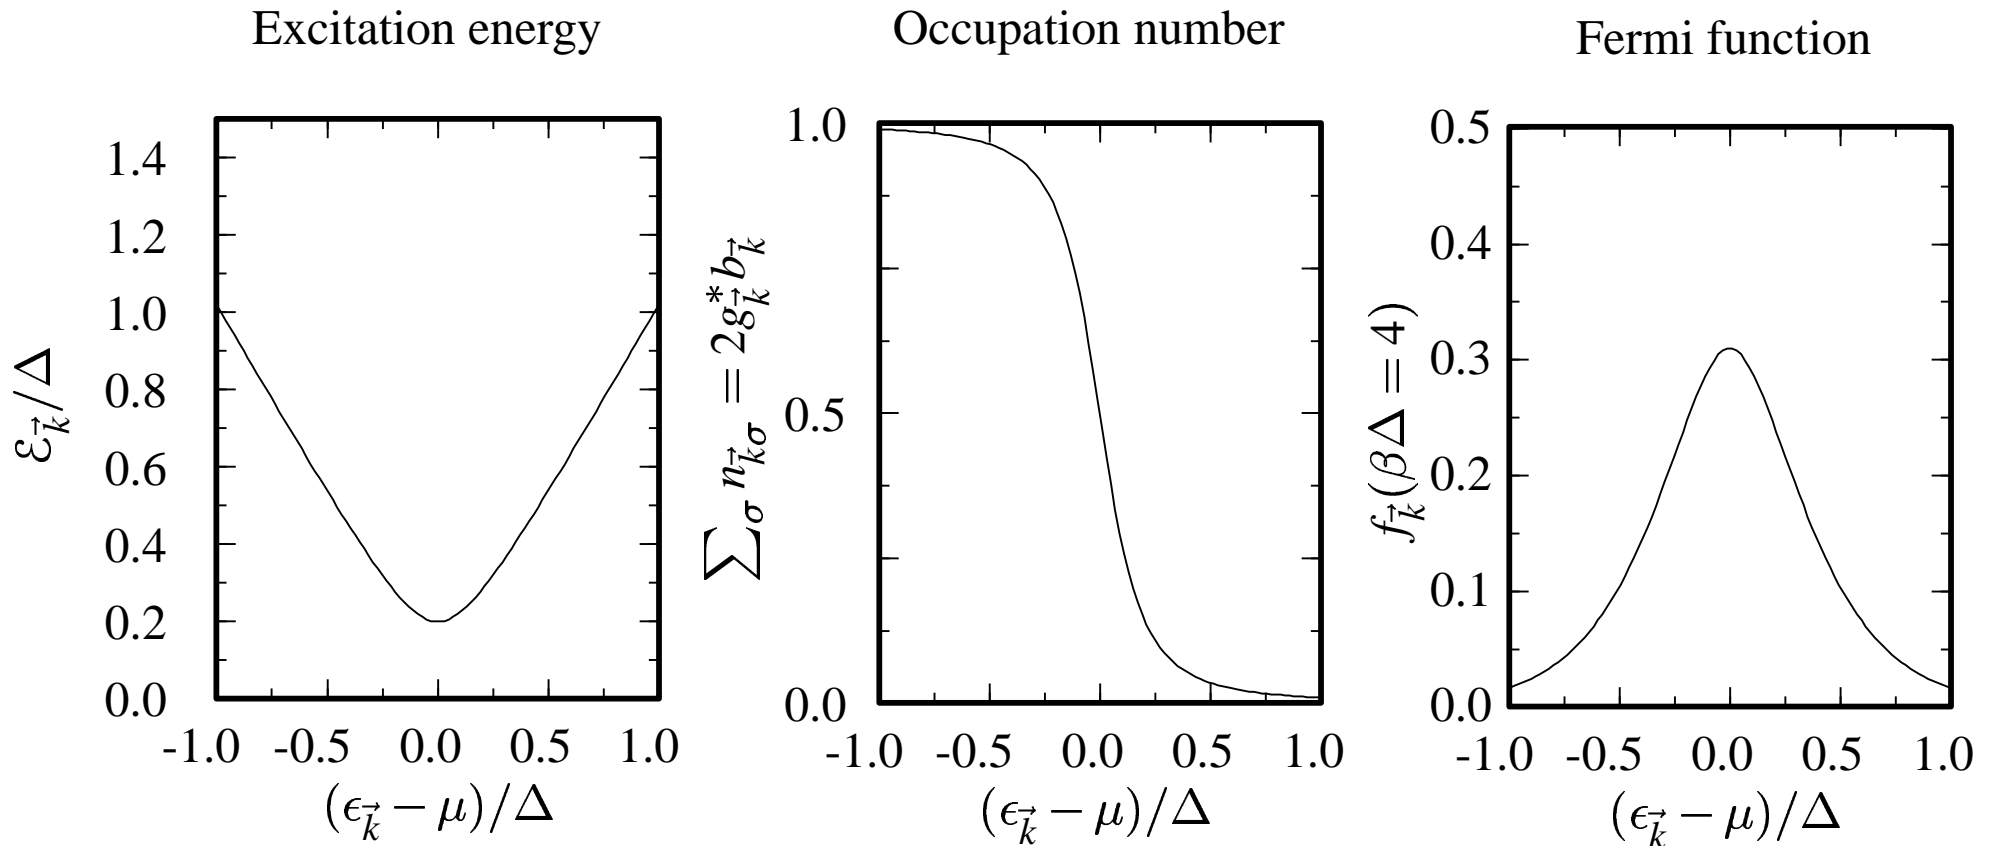 Excitation energy
ℰ_k⃗/Δ
1.4
1.2
1.0
0.8
0.6
0.4
0.2
0.0
-1.0 -0.5 0.0 0.5 1.0
(ϵ_k⃗ − μ)/Δ
Occupation number
∑_σ n_k⃗σ = 2g*_k⃗ b_k⃗
1.0
0.5
0.0
-1.0 -0.5 0.0 0.5 1.0
(ϵ_k⃗ − μ)/Δ
Fermi function
f_k⃗(βΔ = 4)
0.5
0.4
0.3
0.2
0.1
0.0
-1.0 -0.5 0.0 0.5 1.0
(ϵ_k⃗ − μ)/Δ